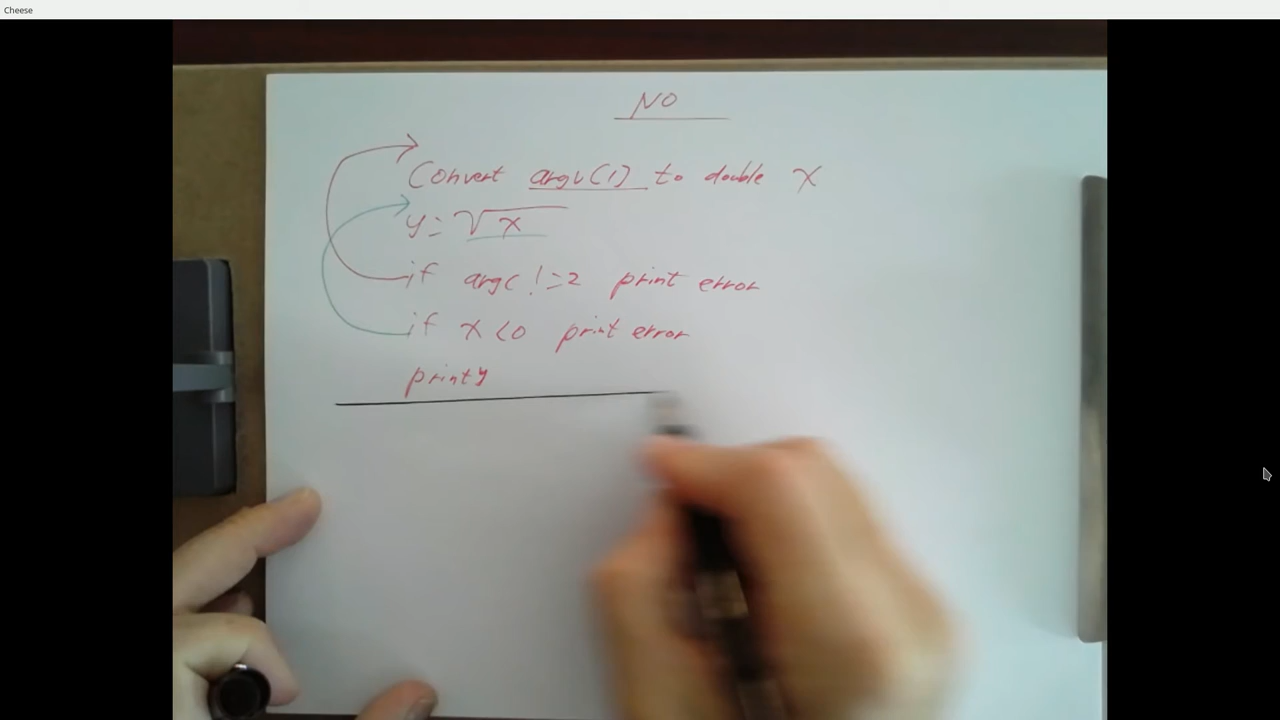 Cheese
NO
Convert argv(1) to double x
y = √x
if argc != 2 print error
if x < 0 print error
print y